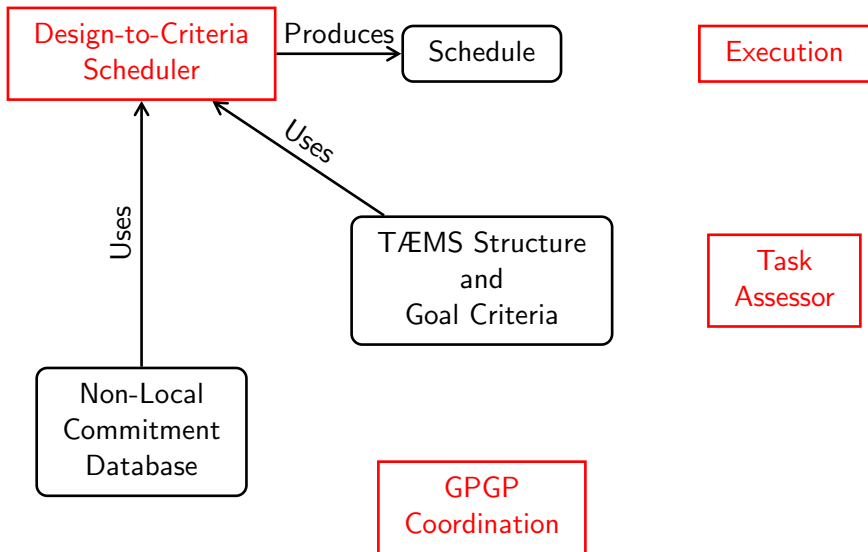 Design-to-Criteria
Scheduler
Produces
Schedule
Execution
Uses
Uses
TÆMS Structure
and
Goal Criteria
Task
Assessor
Non-Local
Commitment
Database
GPGP
Coordination